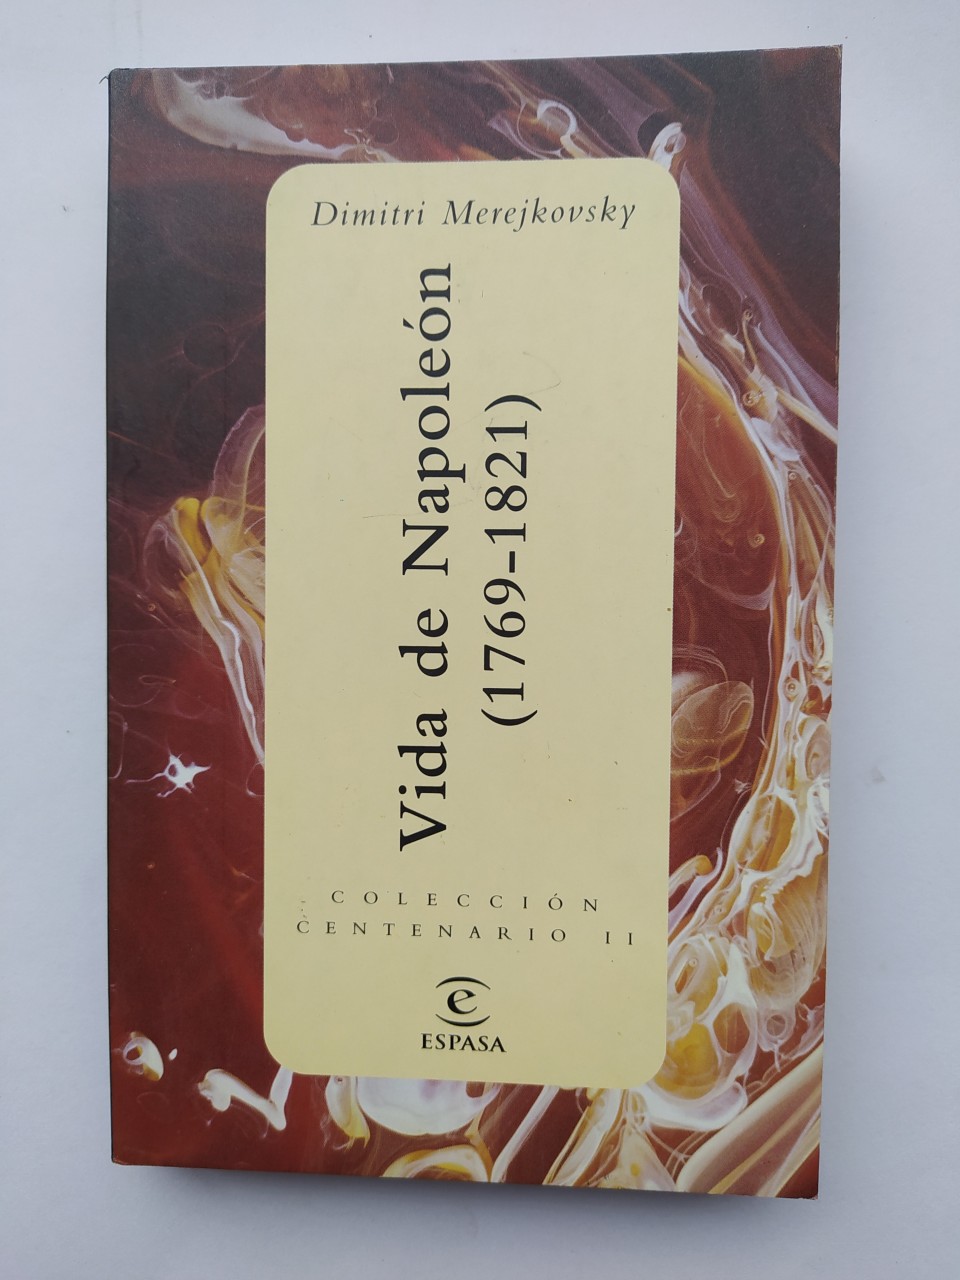 Dimitri Merejkovsky
Vida de Napoleón
(1769-1821)
COLECCIÓN
CENTENARIO II
e
ESPASA